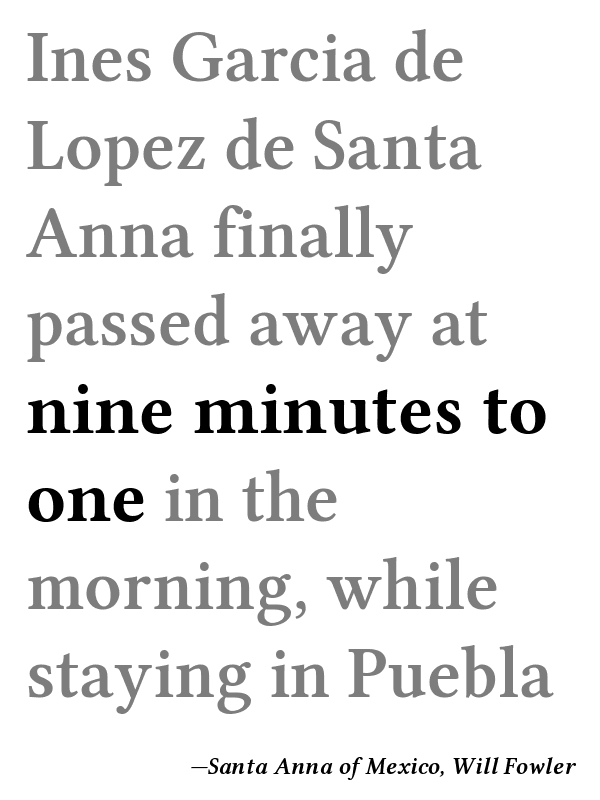 Ines Garcia de
Lopez de Santa
Anna finally
passed away at
nine minutes to
one in the
morning, while
staying in Puebla
—Santa Anna of Mexico, Will Fowler